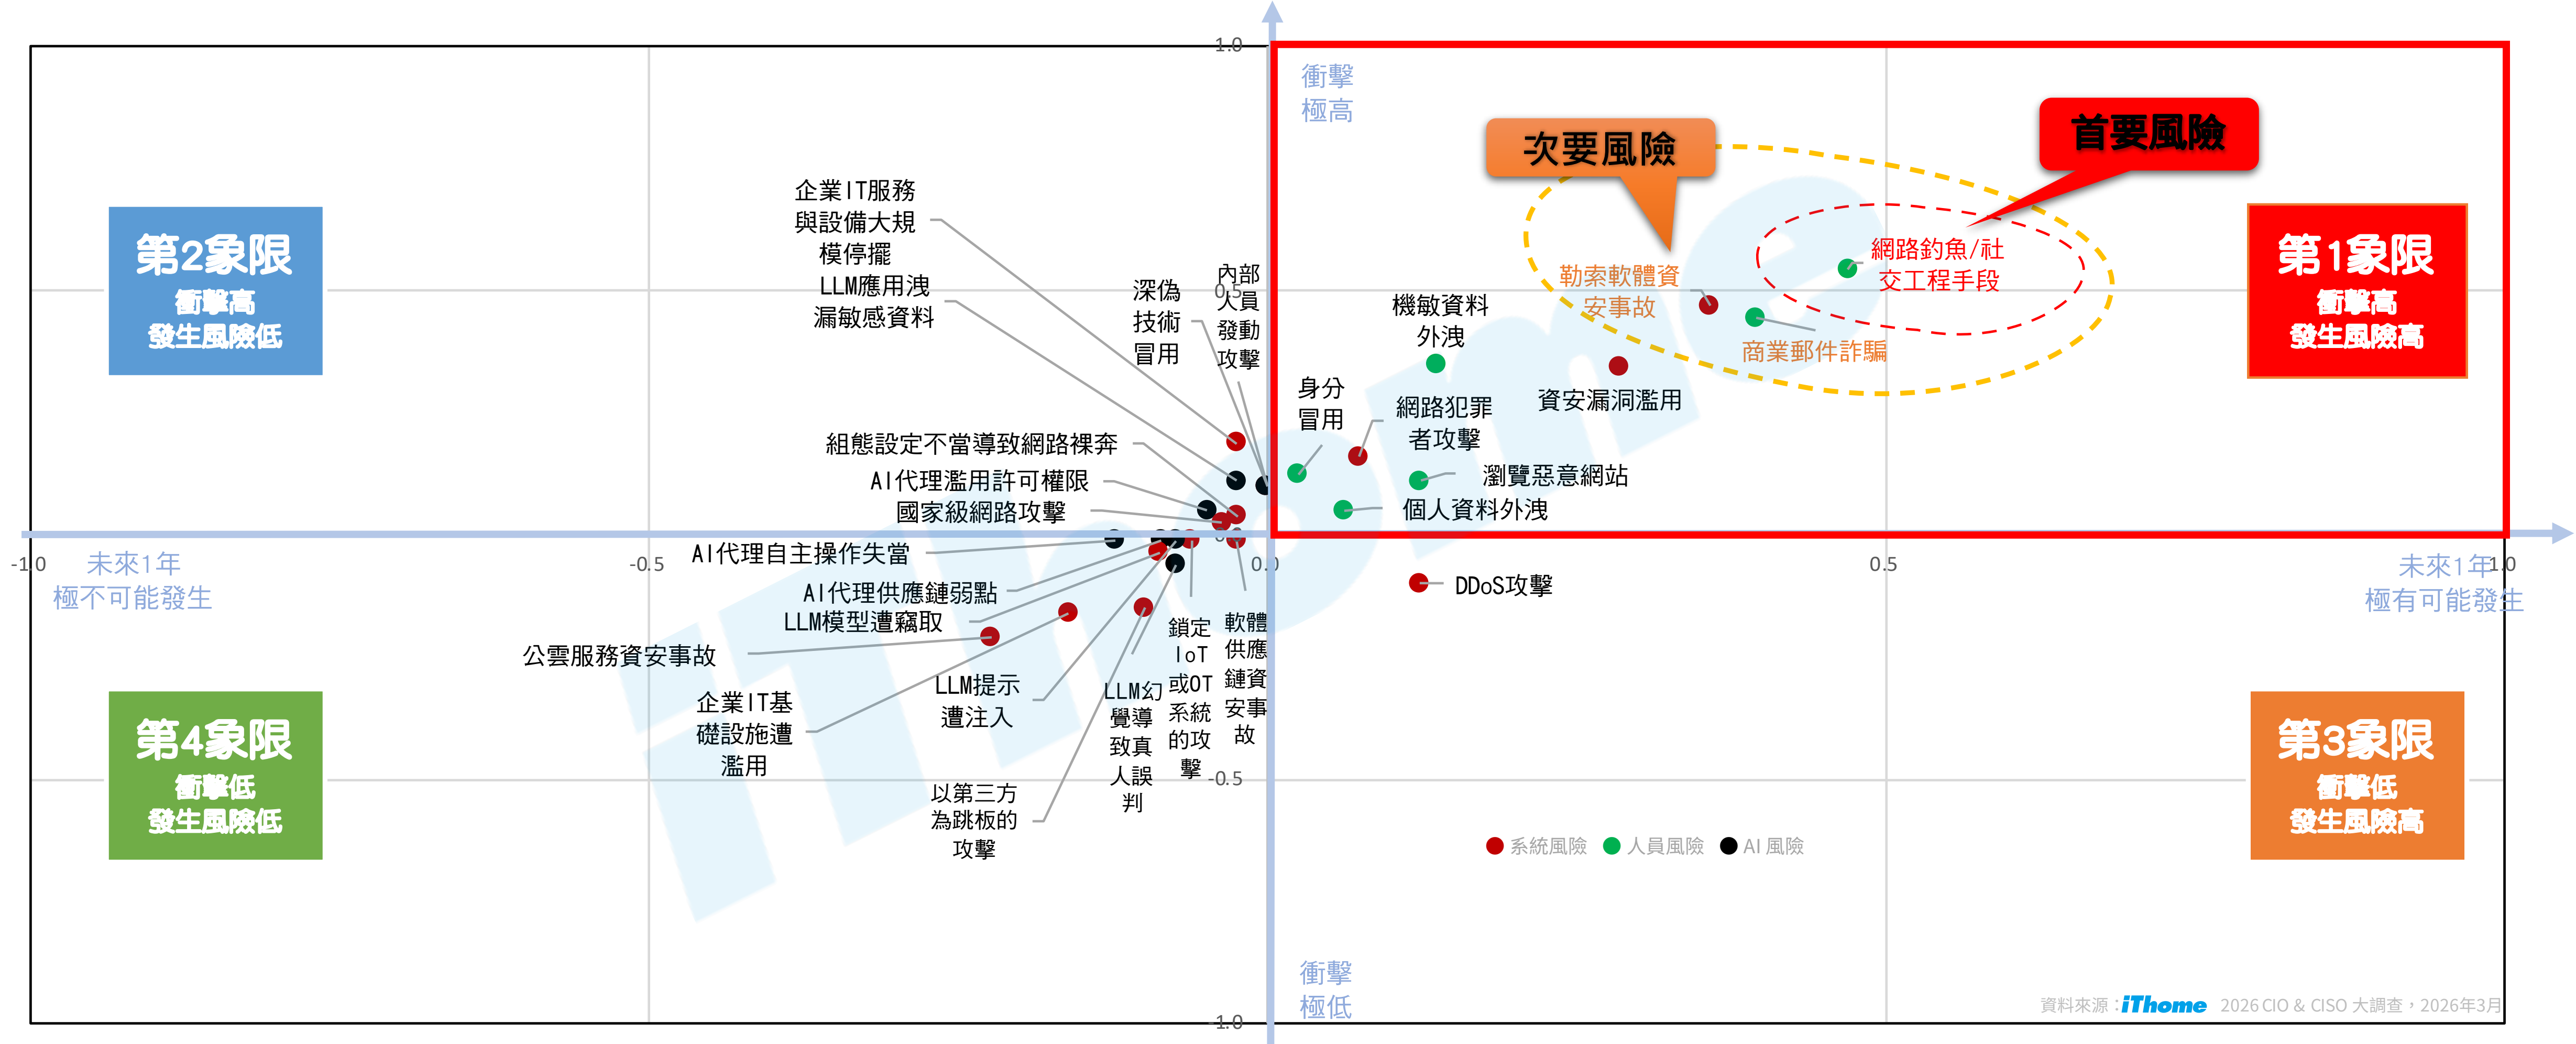 1.0
衝擊
極高
首要風險
次要風險
企業IT服務
與設備大規
模停擺
第2象限
衝擊高
發生風險低
第1象限
衝擊高
發生風險高
網路釣魚/社
交工程手段
勒索軟體資
安事故
LLM應用洩
漏敏感資料
深偽
技術
冒用
內部
人員
發動
攻擊
0.5
機敏資料
外洩
商業郵件詐騙
身分
冒用
網路犯罪
者攻擊
資安漏洞濫用
組態設定不當導致網路裸奔
AI代理濫用許可權限
瀏覽惡意網站
國家級網路攻擊
個人資料外洩
AI代理自主操作失當
-1.0
未來1年
極不可能發生
-0.5
0.0
0.5
未來1年
極有可能發生
1.0
DDoS攻擊
AI代理供應鏈弱點
LLM模型遭竊取
公雲服務資安事故
鎖定
IoT
或OT
系統
的攻
擊
軟體
供應
鏈資
安事
故
LLM提示
遭注入
LLM幻
覺導
致真
人誤
判
企業IT基
礎設施遭
濫用
第4象限
衝擊低
發生風險低
第3象限
衝擊低
發生風險高
-0.5
以第三方
為跳板的
攻擊
系統風險 人員風險 AI 風險
衝擊
極低
-1.0
資料來源：iThome 2026 CIO & CISO 大調查，2026年3月
iThome